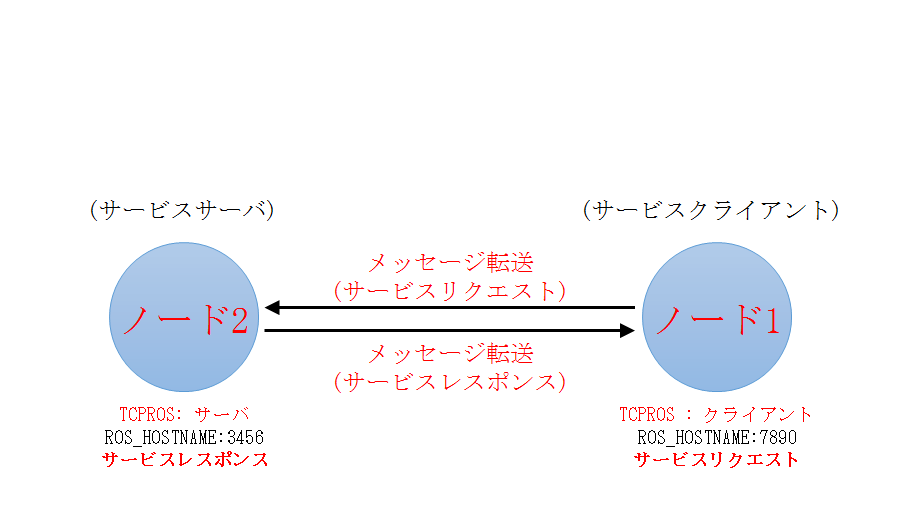 (サービスサーバ)
(サービスクライアント)
メッセージ転送
(サービスリクエスト)
ノード2
ノード1
メッセージ転送
(サービスレスポンス)
TCPROS: サーバ
ROS_HOSTNAME:3456
サービスレスポンス
TCPROS : クライアント
ROS_HOSTNAME:7890
サービスリクエスト